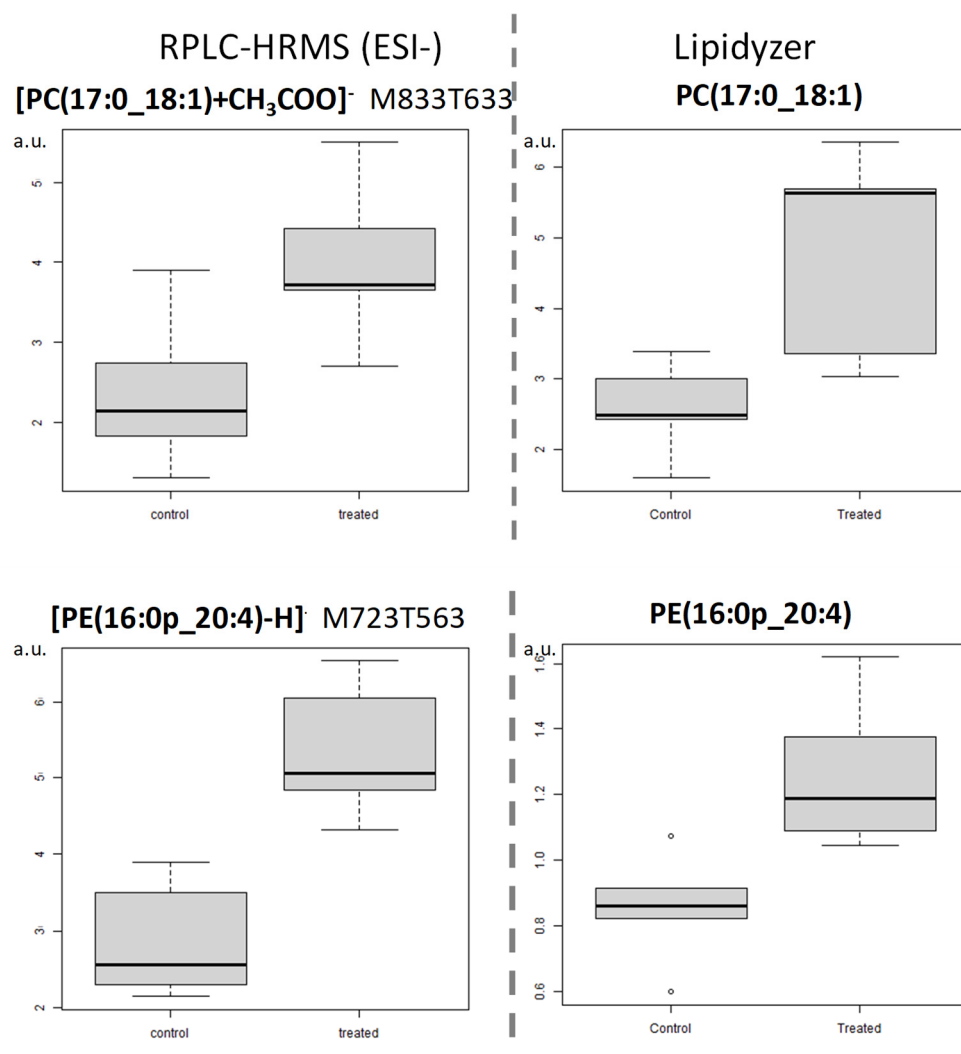 RPLC-HRMS (ESI-)
Lipidyzer
[PC(17:0_18:1)+CH₃COO]⁻ M833T633
PC(17:0_18:1)
a.u.
5
4
3
2
control
treated
a.u.
6
5
4
3
2
Control
Treated
[PE(16:0p_20:4)-H]⁻ M723T563
PE(16:0p_20:4)
a.u.
6
5
4
3
2
control
treated
a.u.
1.6
1.4
1.2
1.0
0.8
0.6
Control
Treated